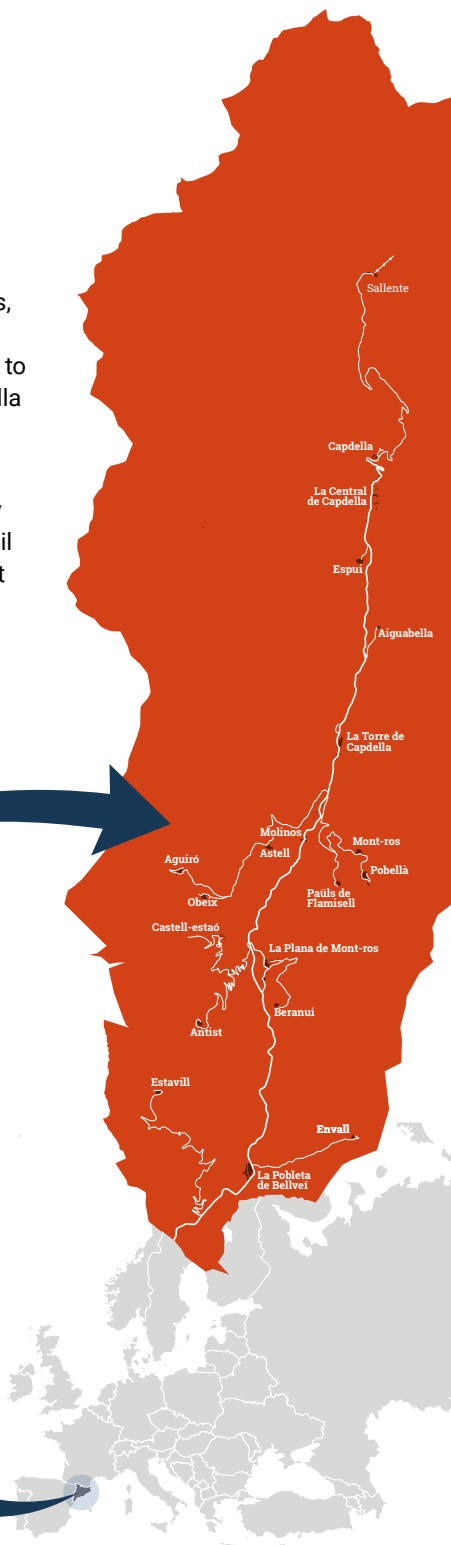 s,
to
lla
il
t
Sallente
Capdella
La Central
de Capdella
Espui
Aiguabella
La Torre de
Capdella
Molinos
Astell
Mont-ros
Aguiró
Pobellà
Obeix
Paüls de
Flamisell
Castell-estaó
La Plana de Mont-ros
Beranui
Antist
Estavill
Envall
La Pobleta
de Bellveí